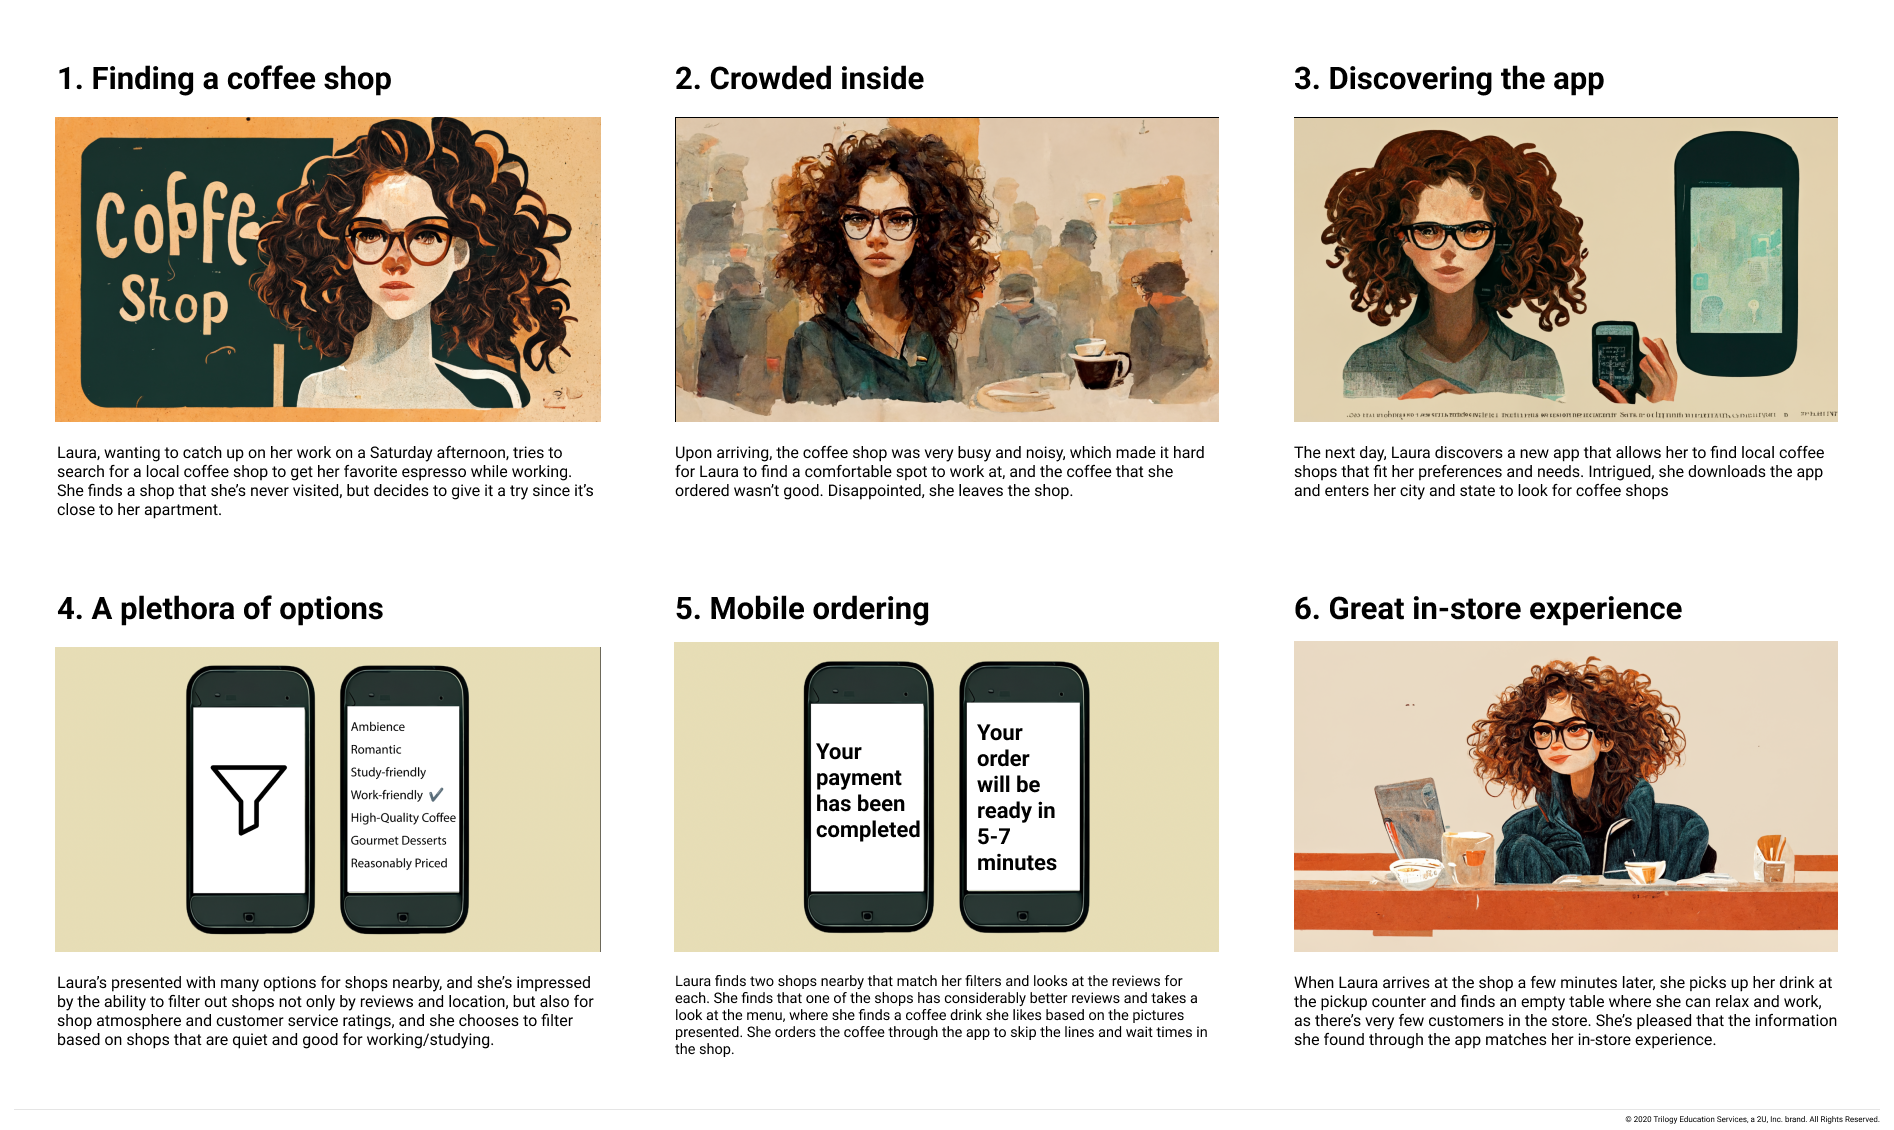 1. Finding a coffee shop
Coffe
Shop
Laura, wanting to catch up on her work on a Saturday afternoon, tries to
search for a local coffee shop to get her favorite espresso while working.
She finds a shop that she's never visited, but decides to give it a try since it's
close to her apartment.
2. Crowded inside
Upon arriving, the coffee shop was very busy and noisy, which made it hard
for Laura to find a comfortable spot to work at, and the coffee that she
ordered wasn't good. Disappointed, she leaves the shop.
3. Discovering the app
The next day, Laura discovers a new app that allows her to find local coffee
shops that fit her preferences and needs. Intrigued, she downloads the app
and enters her city and state to look for coffee shops
4. A plethora of options
Ambience
Romantic
Study-friendly
Work-friendly ✔
High-Quality Coffee
Gourmet Desserts
Reasonably Priced
Laura's presented with many options for shops nearby, and she's impressed
by the ability to filter out shops not only by reviews and location, but also for
shop atmosphere and customer service ratings, and she chooses to filter
based on shops that are quiet and good for working/studying.
5. Mobile ordering
Your
payment
has been
completed
Your
order
will be
ready in
5-7
minutes
Laura finds two shops nearby that match her filters and looks at the reviews for
each. She finds that one of the shops has considerably better reviews and takes a
look at the menu, where she finds a coffee drink she likes based on the pictures
presented. She orders the coffee through the app to skip the lines and wait times in
the shop.
6. Great in-store experience
When Laura arrives at the shop a few minutes later, she picks up her drink at
the pickup counter and finds an empty table where she can relax and work,
as there's very few customers in the store. She's pleased that the information
she found through the app matches her in-store experience.
© 2020 Trilogy Education Services, a 2U, Inc. brand. All Rights Reserved.